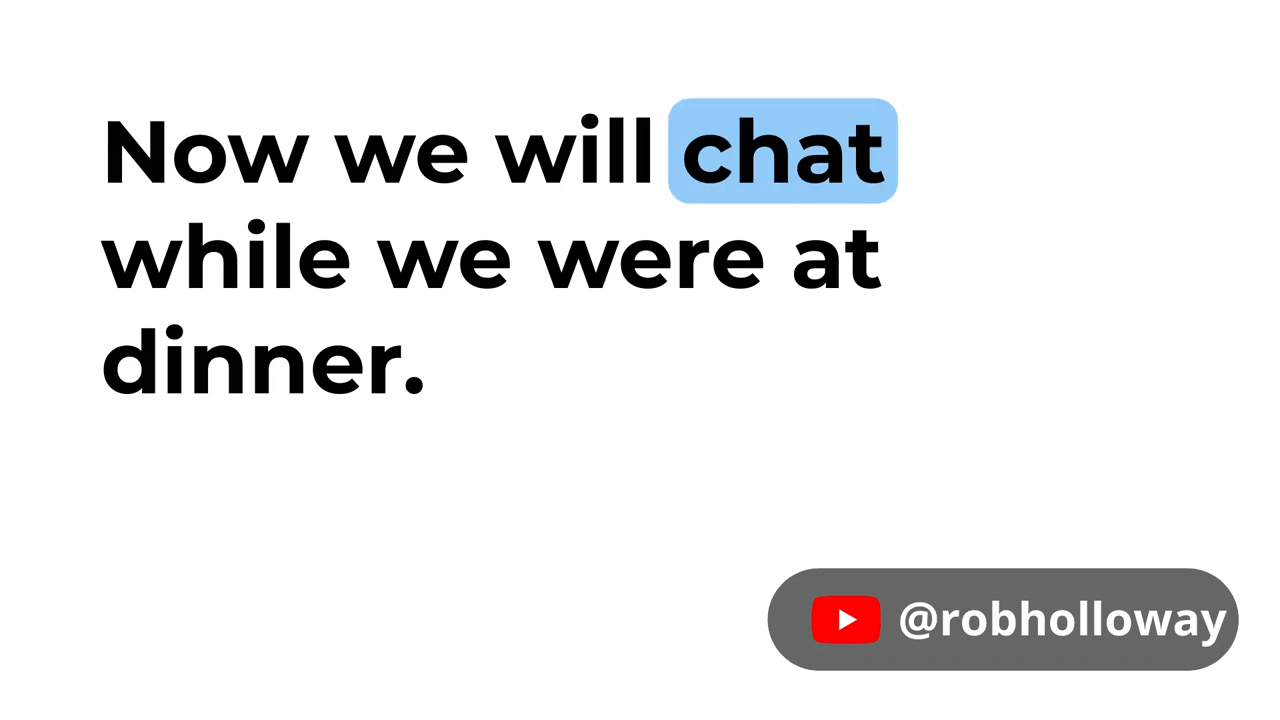 Now we will chat
while we were at
dinner.
@robholloway